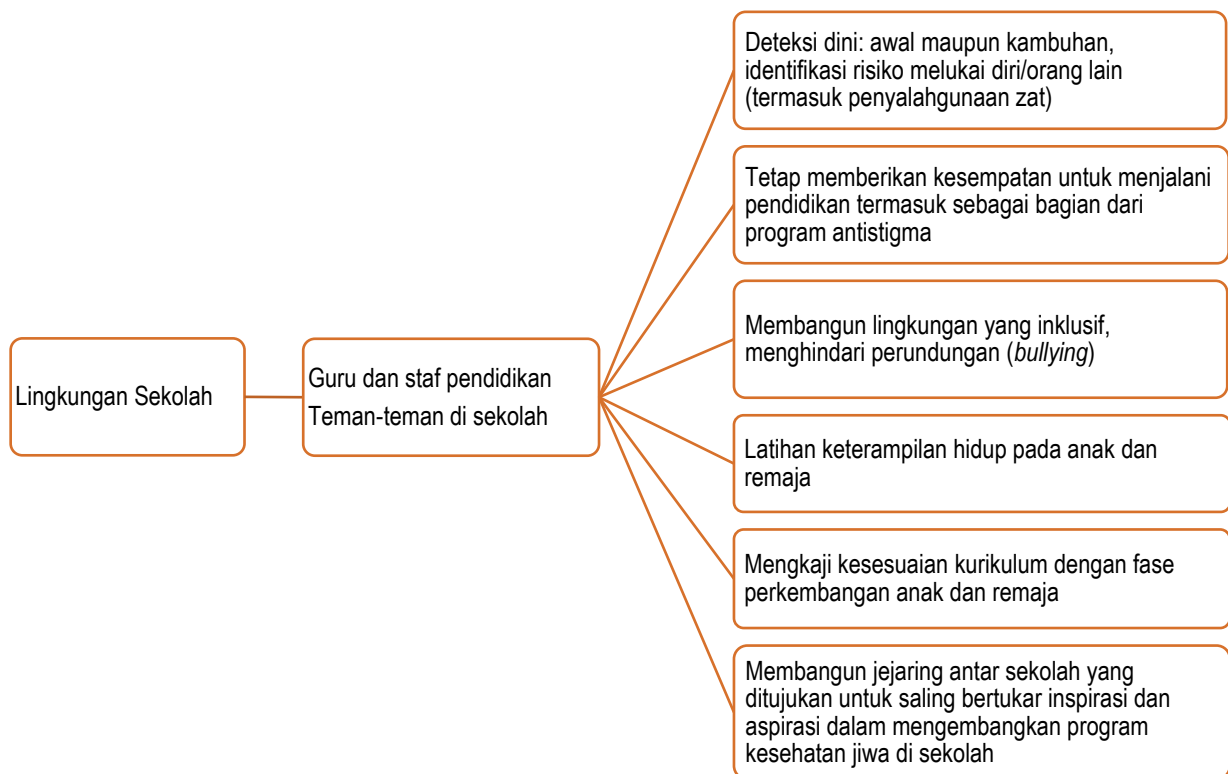 Lingkungan Sekolah
Guru dan staf pendidikan
Teman-teman di sekolah
Deteksi dini: awal maupun kambuhan,
identifikasi risiko melukai diri/orang lain
(termasuk penyalahgunaan zat)
Tetap memberikan kesempatan untuk menjalani
pendidikan termasuk sebagai bagian dari
program antistigma
Membangun lingkungan yang inklusif,
menghindari perundungan (bullying)
Latihan keterampilan hidup pada anak dan
remaja
Mengkaji kesesuaian kurikulum dengan fase
perkembangan anak dan remaja
Membangun jejaring antar sekolah yang
ditujukan untuk saling bertukar inspirasi dan
aspirasi dalam mengembangkan program
kesehatan jiwa di sekolah